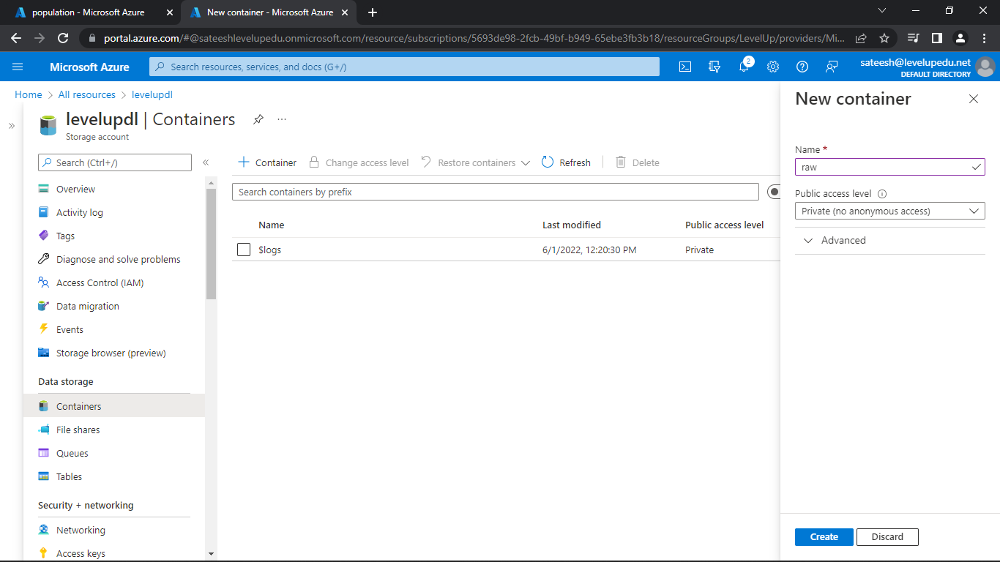 population - Microsoft Azure
New container - Microsoft Azure
portal.azure.com/#@sateeshlevelupedu.onmicrosoft.com/resource/subscriptions/5693de98-2fcb-49bf-b949-65ebe3fb3b18/resourceGroups/LevelUp/providers/Mi...
Microsoft Azure
Search resources, services, and docs (G+/)
2
sateesh@levelupedu.net
DEFAULT DIRECTORY
Home > All resources > levelupdl
levelupdl | Containers
Storage account
Search (Ctrl+/)
Overview
Activity log
Tags
Diagnose and solve problems
Access Control (IAM)
Data migration
Events
Storage browser (preview)
Data storage
Containers
File shares
Queues
Tables
Security + networking
Networking
Access keys
Container
Change access level
Restore containers
Refresh
Delete
Search containers by prefix
Name Last modified Public access level
$logs 6/1/2022, 12:20:30 PM Private
New container
Name *
raw
Public access level
Private (no anonymous access)
Advanced
Create
Discard